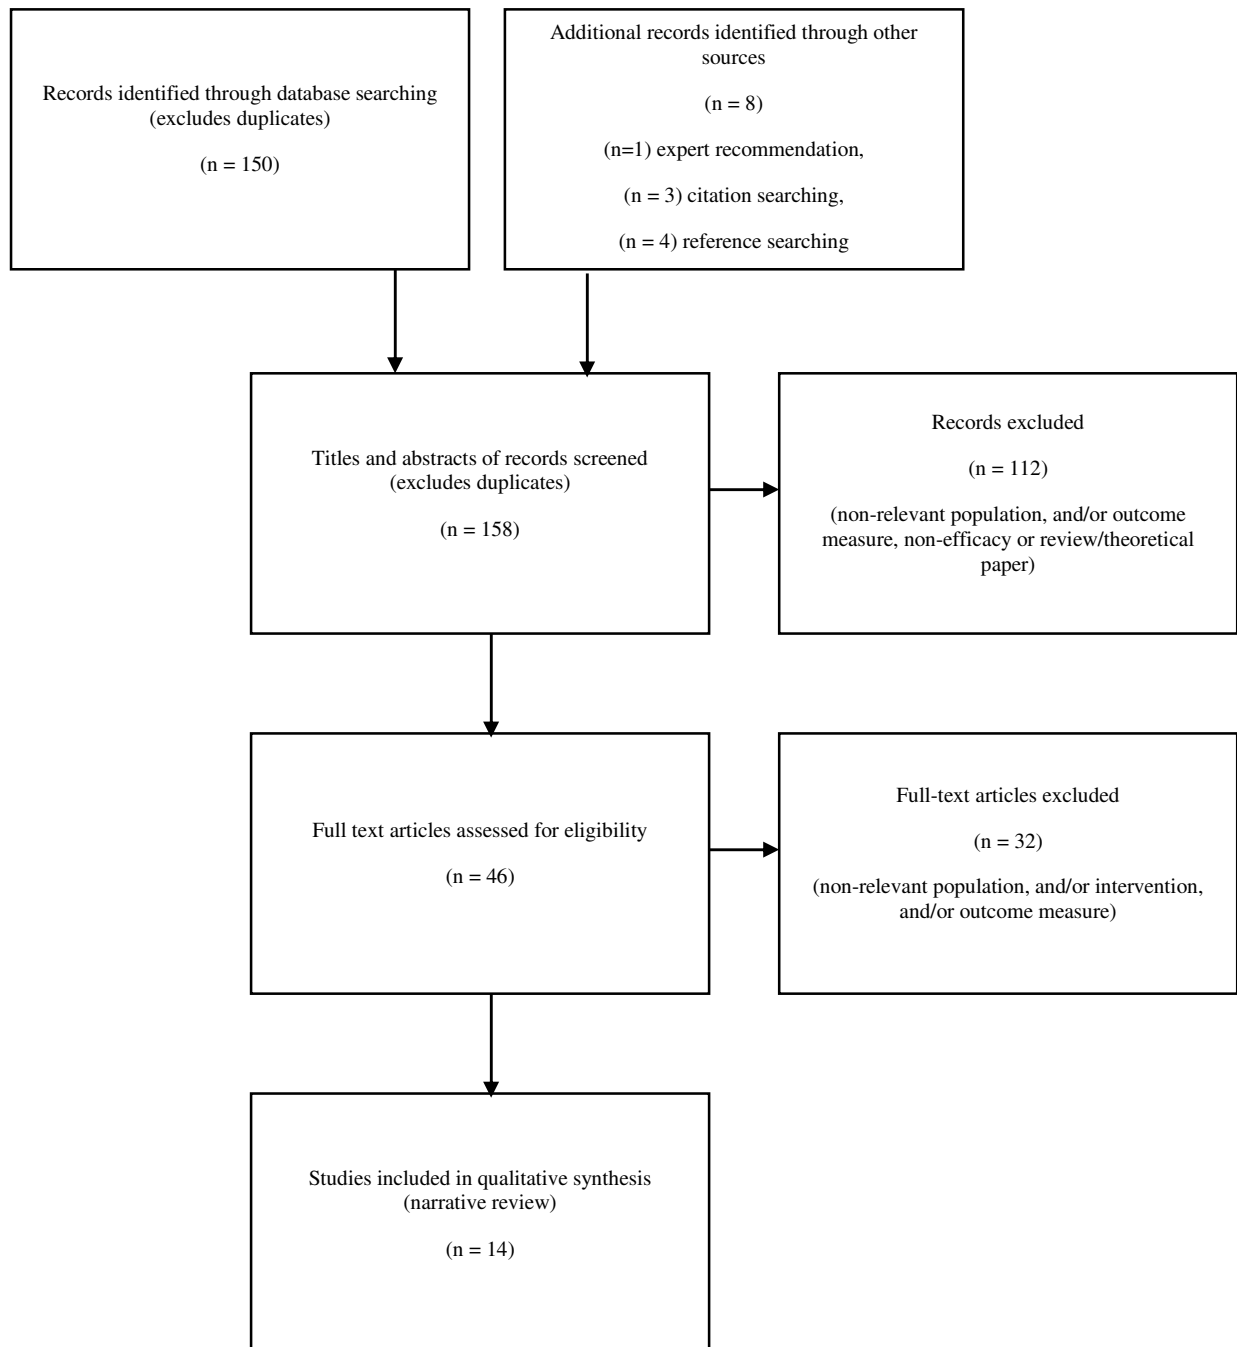 Records identified through database searching
(excludes duplicates)
(n = 150)
Additional records identified through other
sources
(n = 8)
(n=1) expert recommendation,
(n = 3) citation searching,
(n = 4) reference searching
Titles and abstracts of records screened
(excludes duplicates)
(n = 158)
Records excluded
(n = 112)
(non-relevant population, and/or outcome
measure, non-efficacy or review/theoretical
paper)
Full text articles assessed for eligibility
(n = 46)
Full-text articles excluded
(n = 32)
(non-relevant population, and/or intervention,
and/or outcome measure)
Studies included in qualitative synthesis
(narrative review)
(n = 14)